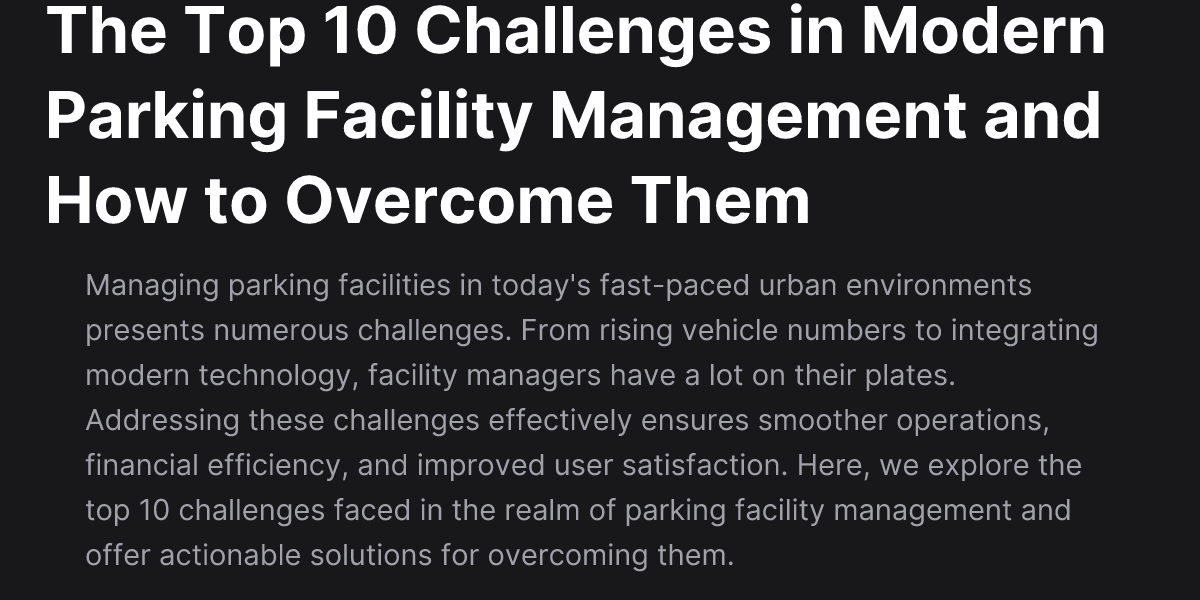 The Top 10 Challenges in Modern
Parking Facility Management and
How to Overcome Them
Managing parking facilities in today's fast-paced urban environments
presents numerous challenges. From rising vehicle numbers to integrating
modern technology, facility managers have a lot on their plates.
Addressing these challenges effectively ensures smoother operations,
financial efficiency, and improved user satisfaction. Here, we explore the
top 10 challenges faced in the realm of parking facility management and
offer actionable solutions for overcoming them.